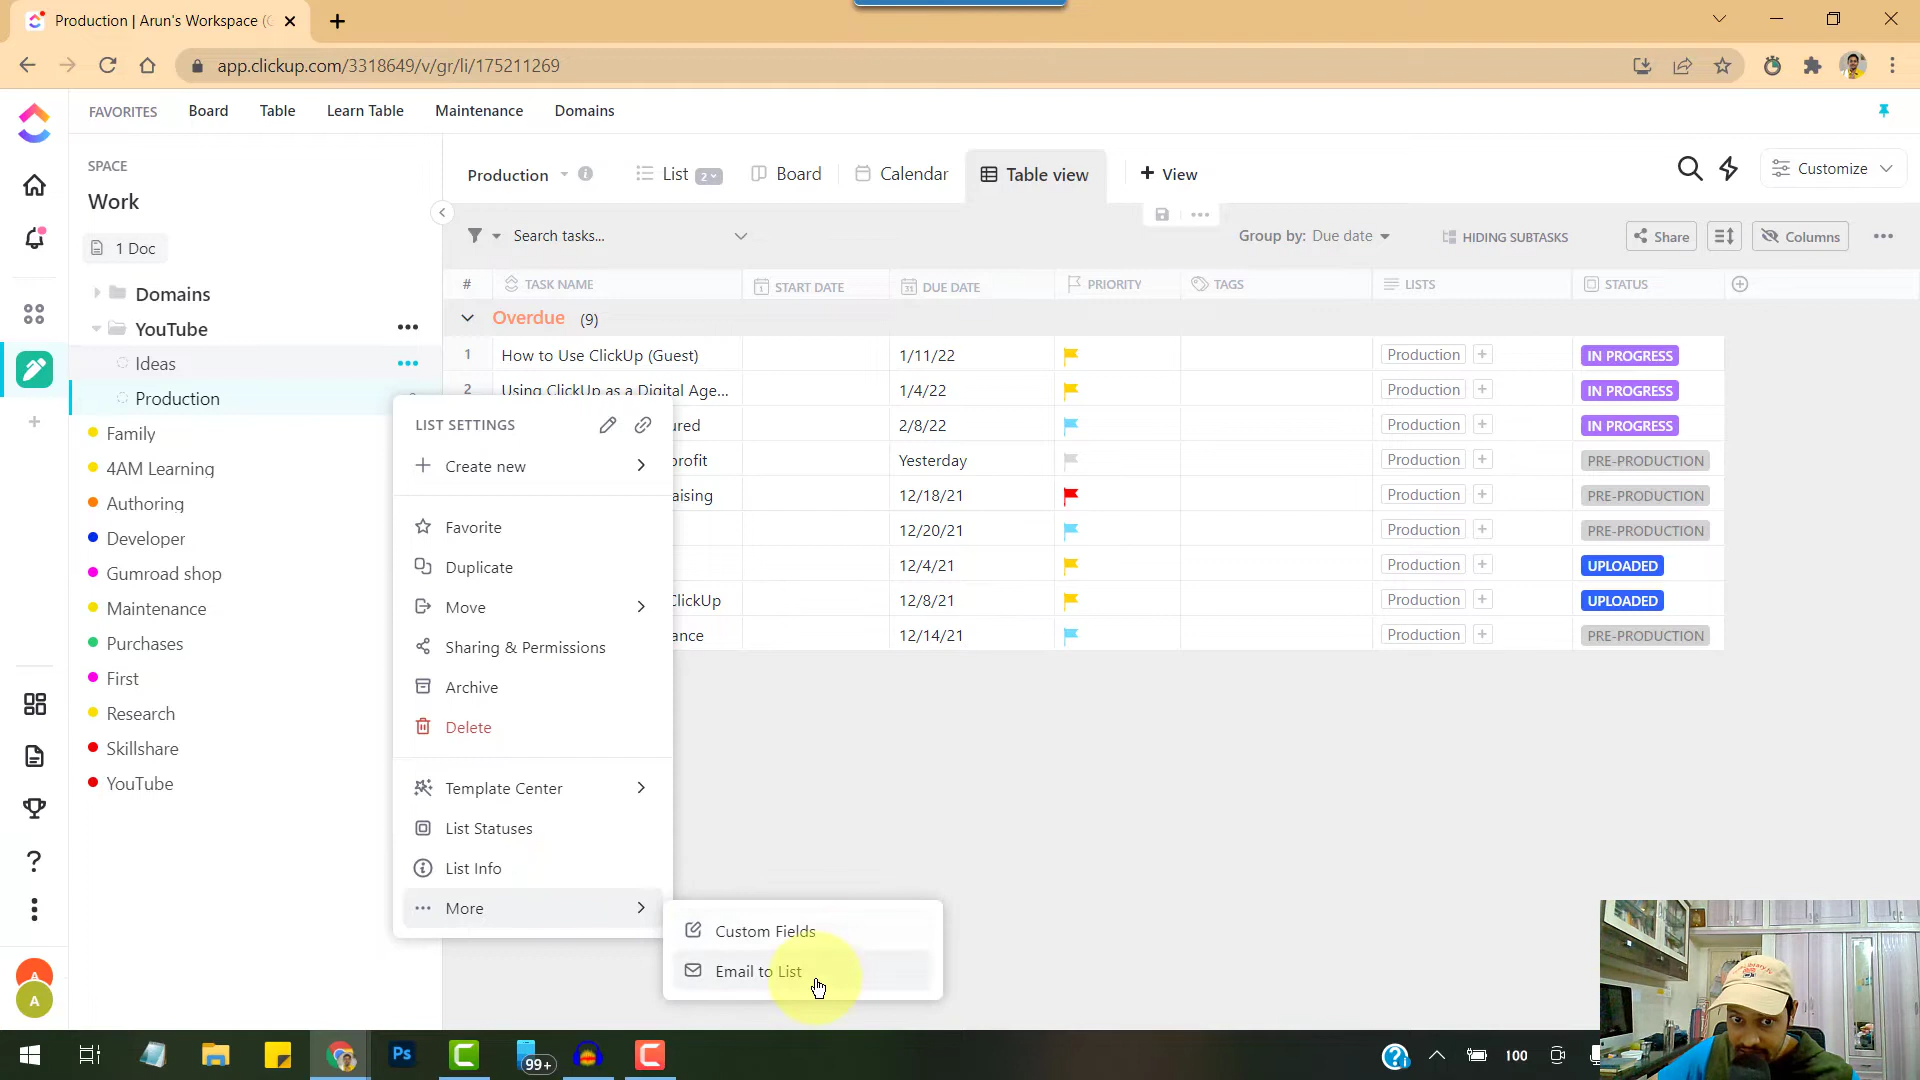 Production | Arun's Workspace (
app.clickup.com/3318649/v/gr/li/175211269
FAVORITES Board Table Learn Table Maintenance Domains
SPACE
Work
1 Doc
Domains
YouTube
Ideas
Production
Family
4AM Learning
Authoring
Developer
Gumroad shop
Maintenance
Purchases
First
Research
Skillshare
YouTube
A
A
Production List 2 Board Calendar Table view + View Customize
Search tasks... Group by: Due date HIDING SUBTASKS Share Columns
# TASK NAME START DATE DUE DATE PRIORITY TAGS LISTS STATUS
Overdue (9)
1 How to Use ClickUp (Guest) 1/11/22 Production + IN PROGRESS
2 Using ClickUp as a Digital Age... 1/4/22 Production + IN PROGRESS
ured 2/8/22 Production + IN PROGRESS
profit Yesterday Production + PRE-PRODUCTION
aising 12/18/21 Production + PRE-PRODUCTION
12/20/21 Production + PRE-PRODUCTION
12/4/21 Production + UPLOADED
ClickUp 12/8/21 Production + UPLOADED
ance 12/14/21 Production + PRE-PRODUCTION
LIST SETTINGS
Create new
Favorite
Duplicate
Move
Sharing & Permissions
Archive
Delete
Template Center
List Statuses
List Info
More
Custom Fields
Email to List
Ps 99+ 100